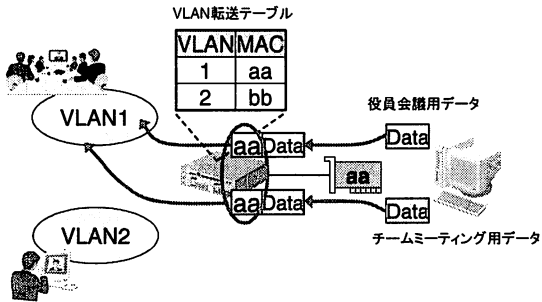 VLAN転送テーブル
VLAN MAC
1 aa
2 bb
役員会議用データ
VLAN1
aa Data
Data
aa
aa Data
Data
VLAN2
チームミーティング用データ